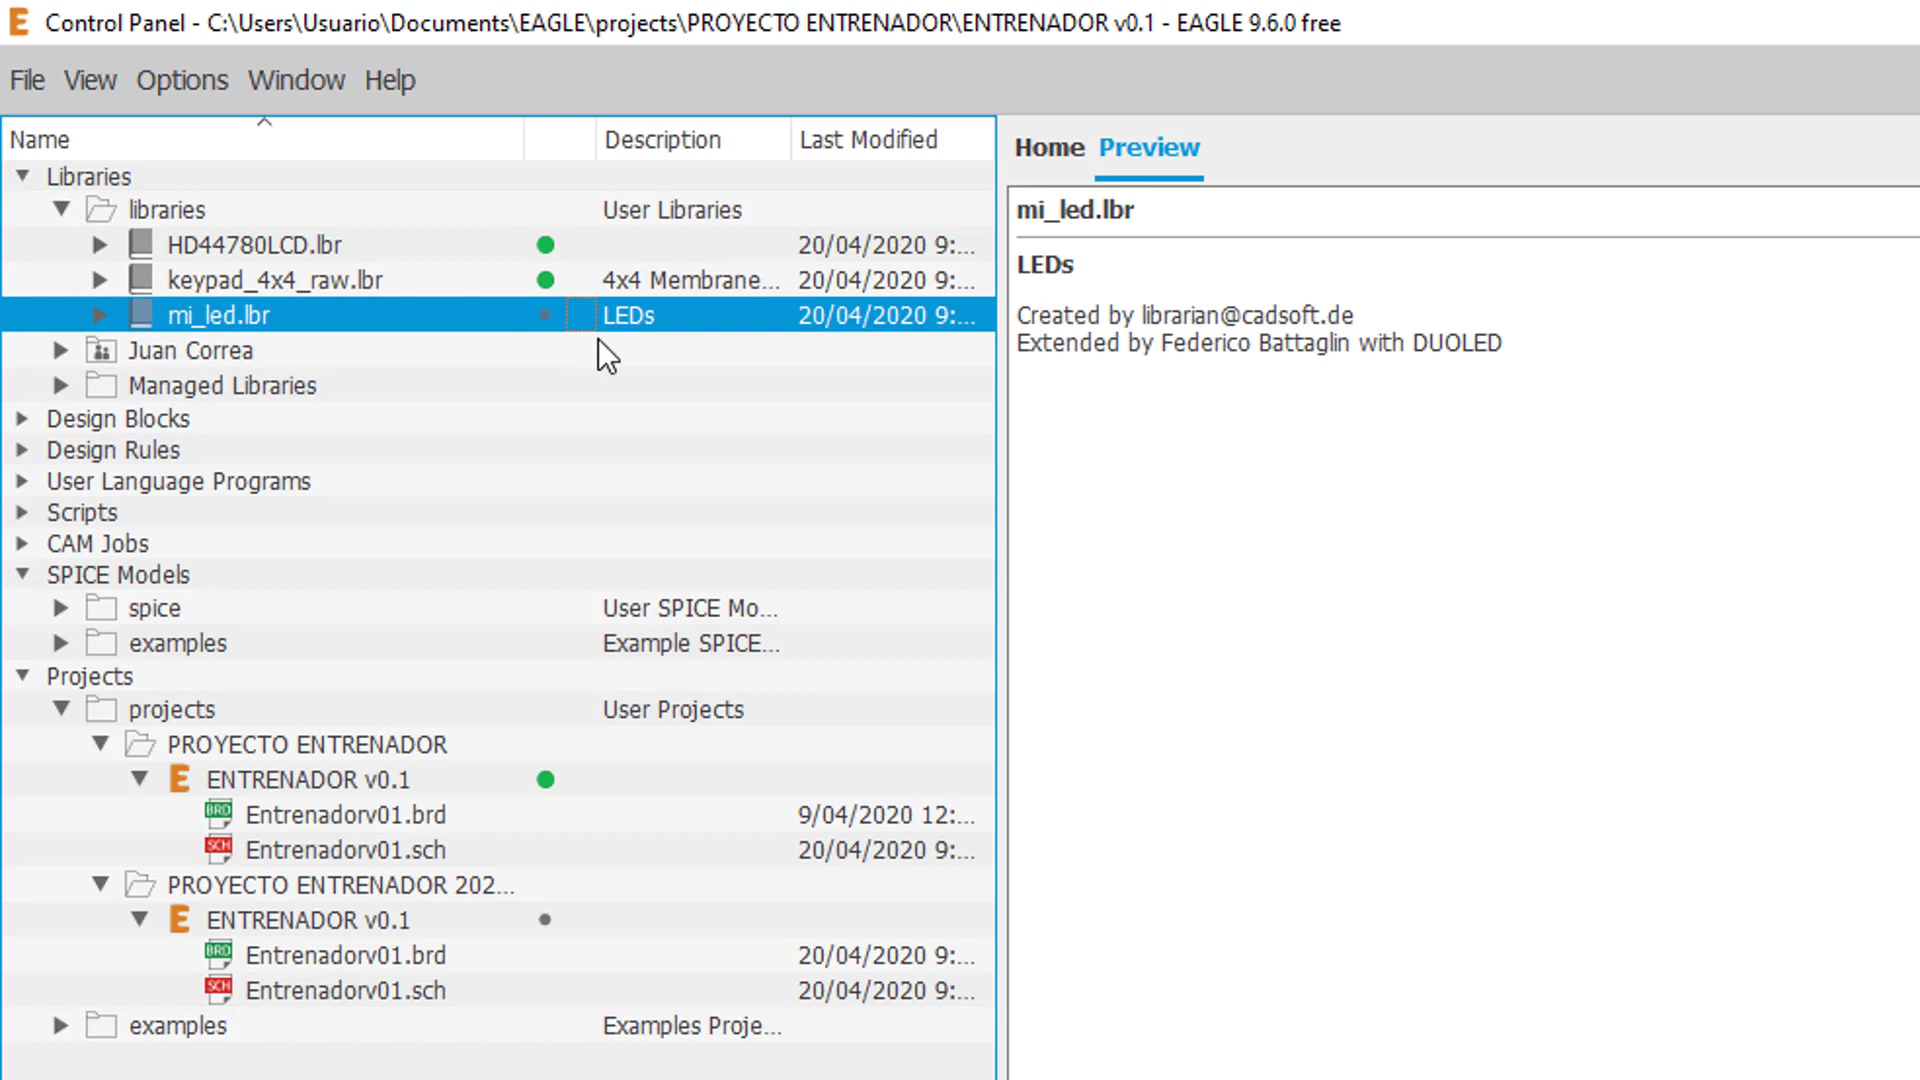 E Control Panel - C:\Users\Usuario\Documents\EAGLE\projects\PROYECTO ENTRENADOR\ENTRENADOR v0.1 - EAGLE 9.6.0 free
File View Options Window Help
Name Description Last Modified
Libraries
libraries User Libraries
HD44780LCD.lbr 20/04/2020 9:...
keypad_4x4_raw.lbr 4x4 Membrane... 20/04/2020 9:...
mi_led.lbr LEDs 20/04/2020 9:...
Juan Correa
Managed Libraries
Design Blocks
Design Rules
User Language Programs
Scripts
CAM Jobs
SPICE Models
spice User SPICE Mo...
examples Example SPICE...
Projects
projects User Projects
PROYECTO ENTRENADOR
E ENTRENADOR v0.1
BRD Entrenadorv01.brd 9/04/2020 12:...
SCH Entrenadorv01.sch 20/04/2020 9:...
PROYECTO ENTRENADOR 202...
E ENTRENADOR v0.1
BRD Entrenadorv01.brd 20/04/2020 9:...
SCH Entrenadorv01.sch 20/04/2020 9:...
examples Examples Proje...
Home Preview
mi_led.lbr
LEDs
Created by librarian@cadsoft.de
Extended by Federico Battaglin with DUOLED